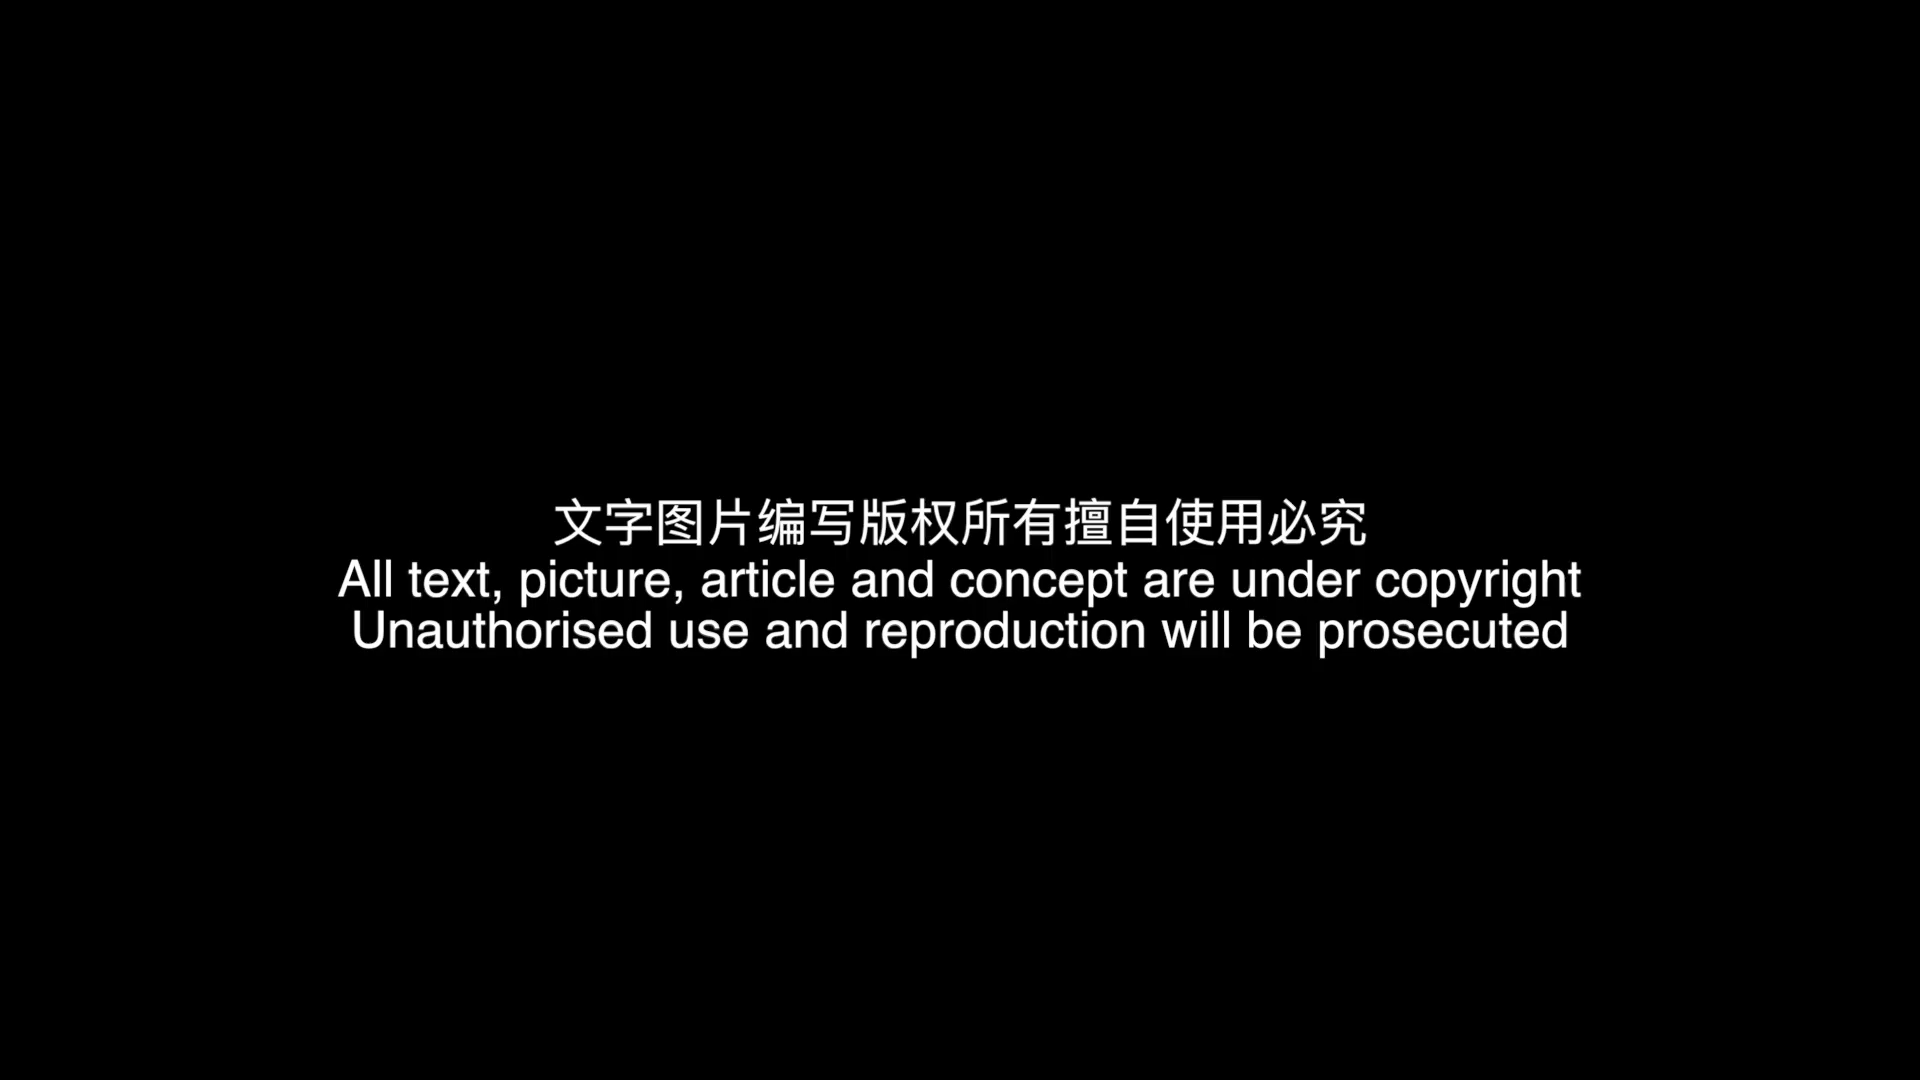 文字图片编写版权所有擅自使用必究
All text, picture, article and concept are under copyright
Unauthorised use and reproduction will be prosecuted